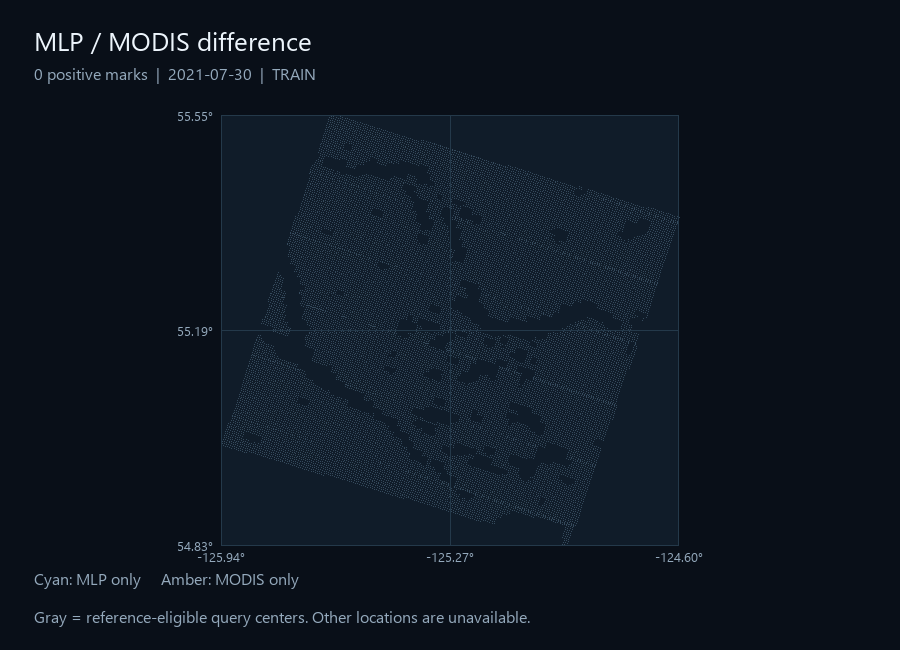 MLP / MODIS difference
0 positive marks | 2021-07-30 | TRAIN
55.55°
55.19°
54.83°
-125.94° -125.27° -124.60°
Cyan: MLP only Amber: MODIS only
Gray = reference-eligible query centers. Other locations are unavailable.